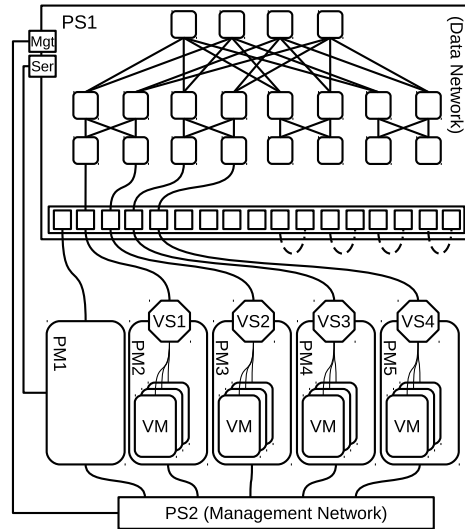 PS1
Mgt
Ser
(Data Network)
VS1
VS2
VS3
VS4
PM1
PM2
PM3
PM4
PM5
VM
VM
VM
VM
PS2 (Management Network)